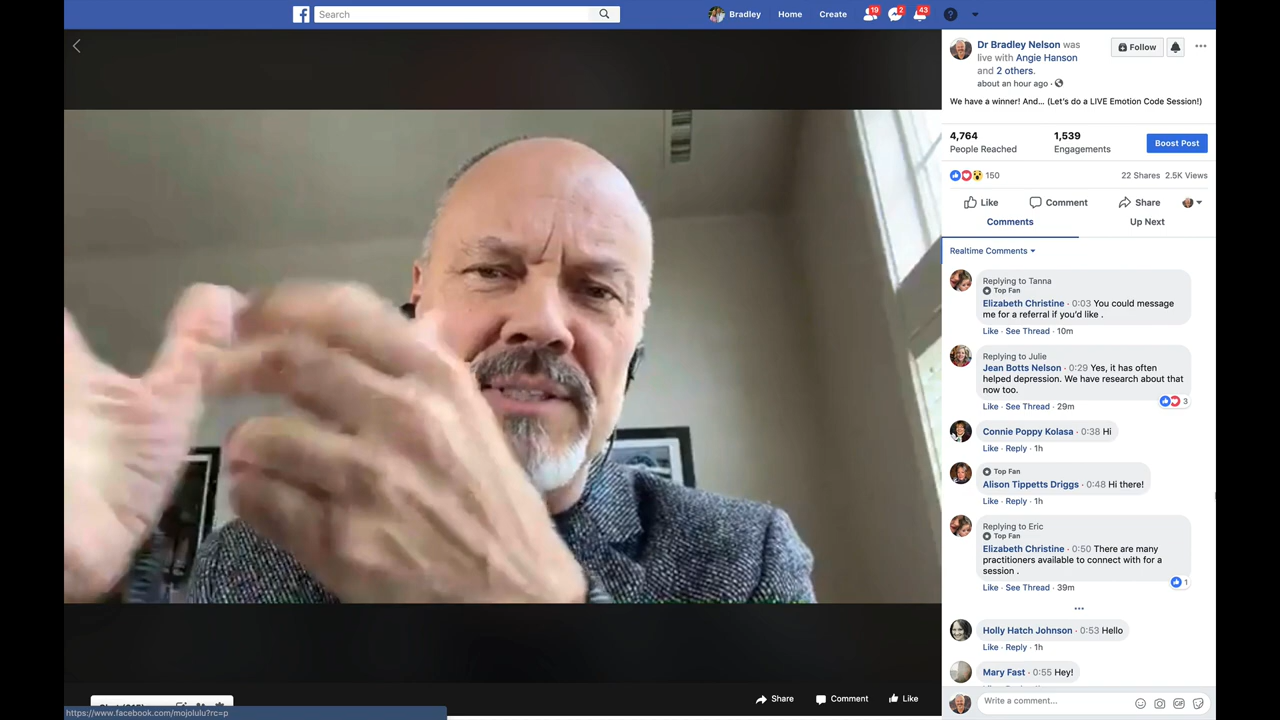 Search
Bradley
Home
Create
19
2
43
Dr Bradley Nelson was
live with Angie Hanson
and 2 others.
about an hour ago ·
Follow
We have a winner! And... (Let's do a LIVE Emotion Code Session!)
4,764
People Reached
1,539
Engagements
Boost Post
150
22 Shares 2.5K Views
Like
Comment
Share
Comments
Up Next
Realtime Comments
Replying to Tanna
Top Fan
Elizabeth Christine · 0:03 You could message
me for a referral if you'd like .
Like · See Thread · 10m
Replying to Julie
Jean Botts Nelson · 0:29 Yes, it has often
helped depression. We have research about that
now too.
3
Like · See Thread · 29m
Connie Poppy Kolasa · 0:38 Hi
Like · Reply · 1h
Top Fan
Alison Tippetts Driggs · 0:48 Hi there!
Like · Reply · 1h
Replying to Eric
Top Fan
Elizabeth Christine · 0:50 There are many
practitioners available to connect with for a
session .
1
Like · See Thread · 39m
...
Holly Hatch Johnson · 0:53 Hello
Like · Reply · 1h
Mary Fast · 0:55 Hey!
Write a comment...
GIF
Share
Comment
Like
https://www.facebook.com/mojolulu?rc=p